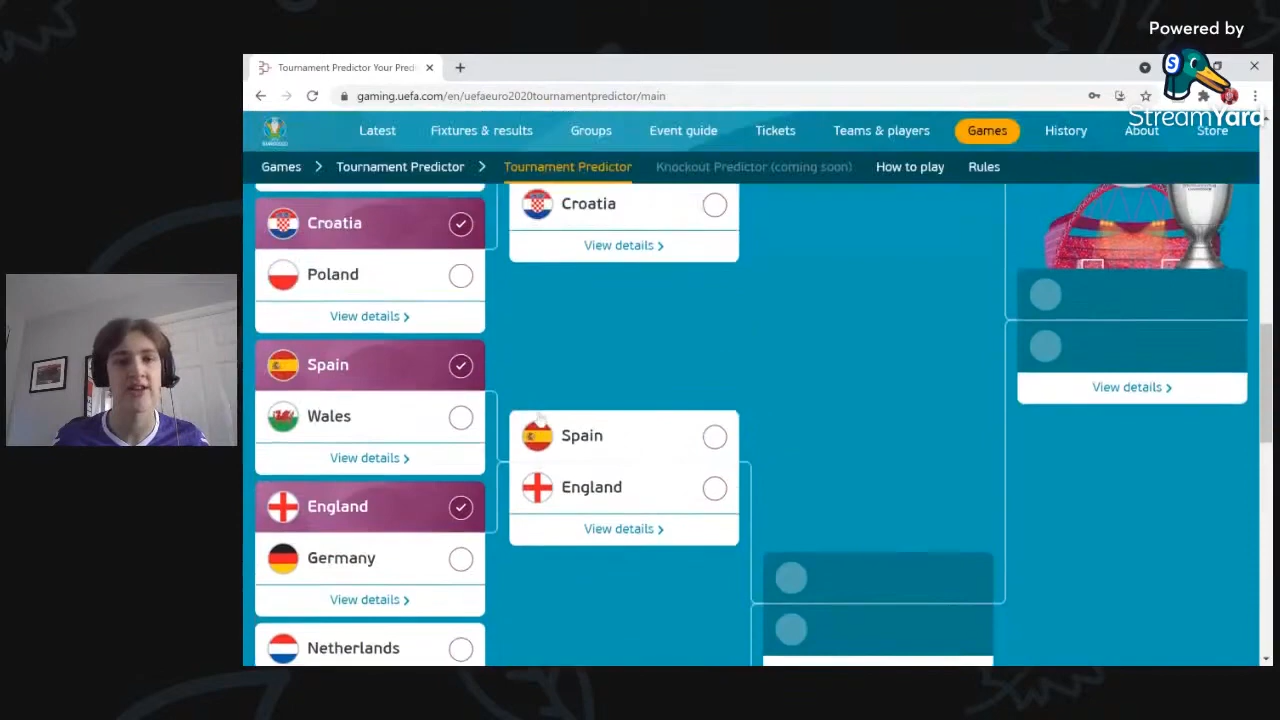 Powered by
StreamYard
S
Tournament Predictor Your Pred
gaming.uefa.com/en/uefaeuro2020tournamentpredictor/main
Latest
Fixtures & results
Groups
Event guide
Tickets
Teams & players
Games
History
About
Store
Games
Tournament Predictor
Tournament Predictor
Knockout Predictor (coming soon)
How to play
Rules
Croatia
Poland
View details
Spain
Wales
View details
England
Germany
View details
Netherlands
Croatia
View details
Spain
England
View details
View details